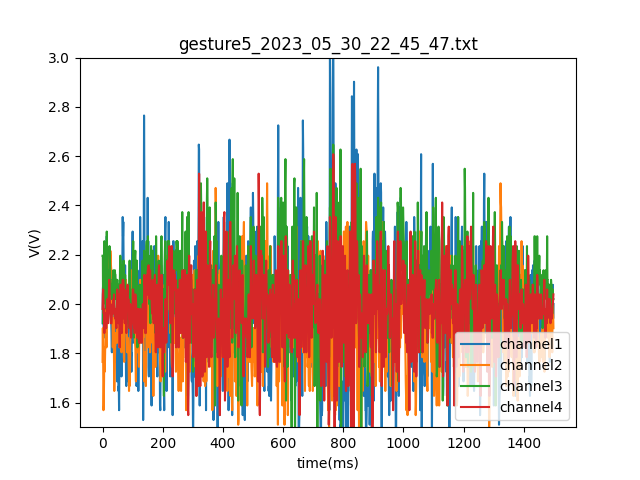 gesture5_2023_05_30_22_45_47.txt
3.0
2.8
2.6
2.4
2.2
2.0
1.8
1.6
V(V)
channel1
channel2
channel3
channel4
0 200 400 600 800 1000 1200 1400
time(ms)